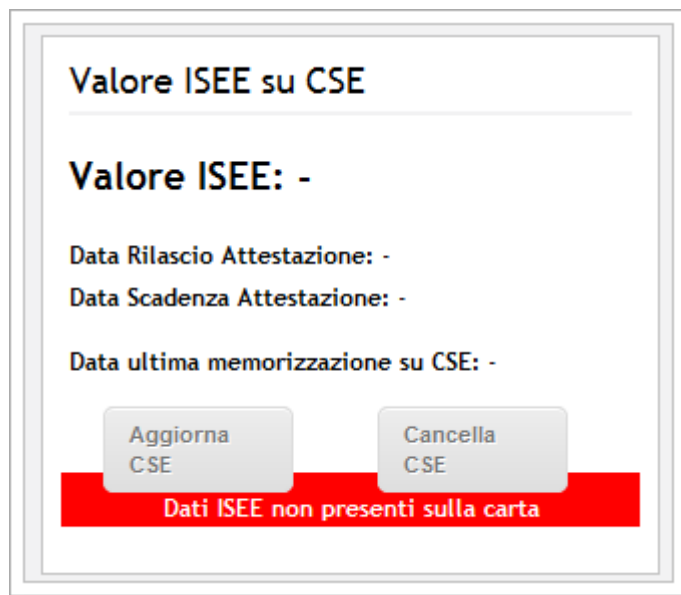 Valore ISEE su CSE
Valore ISEE: -
Data Rilascio Attestazione: -
Data Scadenza Attestazione: -
Data ultima memorizzazione su CSE: -
Aggiorna
CSE
Cancella
CSE
Dati ISEE non presenti sulla carta